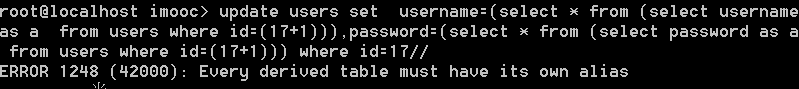 root@localhost imooc> update users set  username=(select * from (select username
as a  from users where id=(17+1))),password=(select * from (select password as a
 from users where id=(17+1))) where id=17//
ERROR 1248 (42000): Every derived table must have its own alias